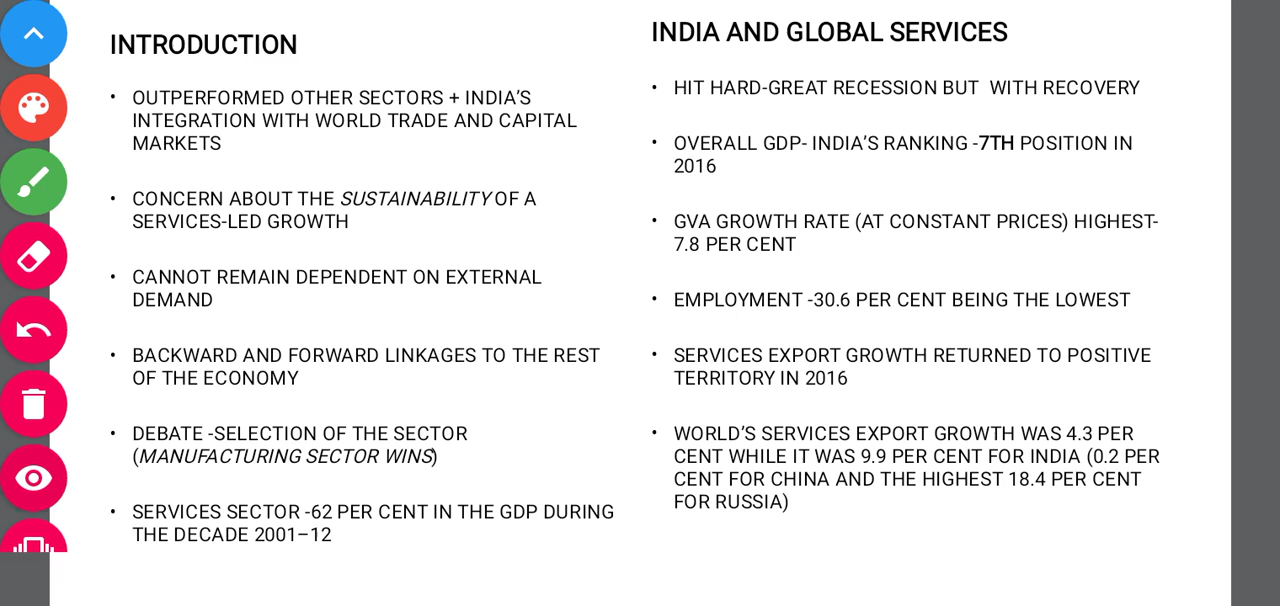 INTRODUCTION
• OUTPERFORMED OTHER SECTORS + INDIA’S
INTEGRATION WITH WORLD TRADE AND CAPITAL
MARKETS
• CONCERN ABOUT THE SUSTAINABILITY OF A
SERVICES-LED GROWTH
• CANNOT REMAIN DEPENDENT ON EXTERNAL
DEMAND
• BACKWARD AND FORWARD LINKAGES TO THE REST
OF THE ECONOMY
• DEBATE -SELECTION OF THE SECTOR
(MANUFACTURING SECTOR WINS)
• SERVICES SECTOR -62 PER CENT IN THE GDP DURING
THE DECADE 2001–12
INDIA AND GLOBAL SERVICES
• HIT HARD-GREAT RECESSION BUT WITH RECOVERY
• OVERALL GDP- INDIA’S RANKING -7TH POSITION IN
2016
• GVA GROWTH RATE (AT CONSTANT PRICES) HIGHEST-
7.8 PER CENT
• EMPLOYMENT -30.6 PER CENT BEING THE LOWEST
• SERVICES EXPORT GROWTH RETURNED TO POSITIVE
TERRITORY IN 2016
• WORLD’S SERVICES EXPORT GROWTH WAS 4.3 PER
CENT WHILE IT WAS 9.9 PER CENT FOR INDIA (0.2 PER
CENT FOR CHINA AND THE HIGHEST 18.4 PER CENT
FOR RUSSIA)